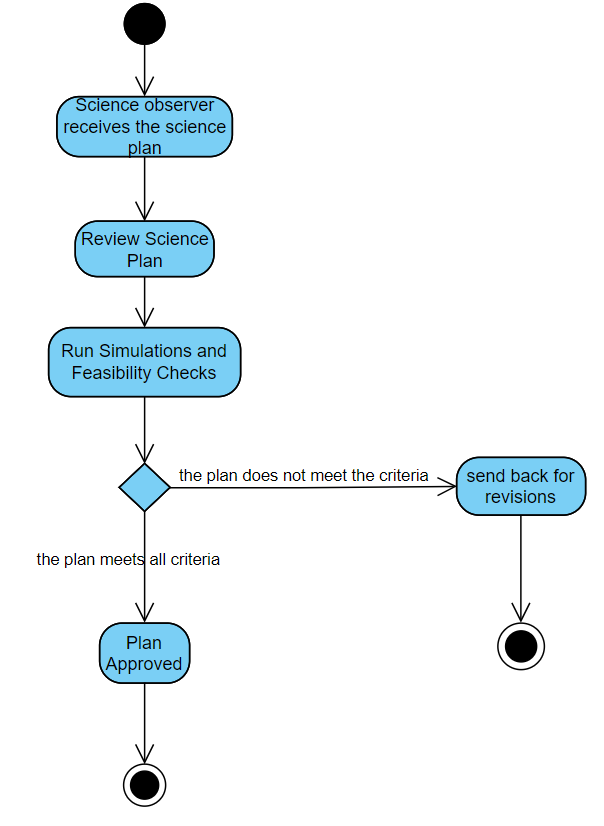 Science observer
receives the science
plan
Review Science
Plan
Run Simulations and
Feasibility Checks
the plan does not meet the criteria
send back for
revisions
the plan meets all criteria
Plan
Approved